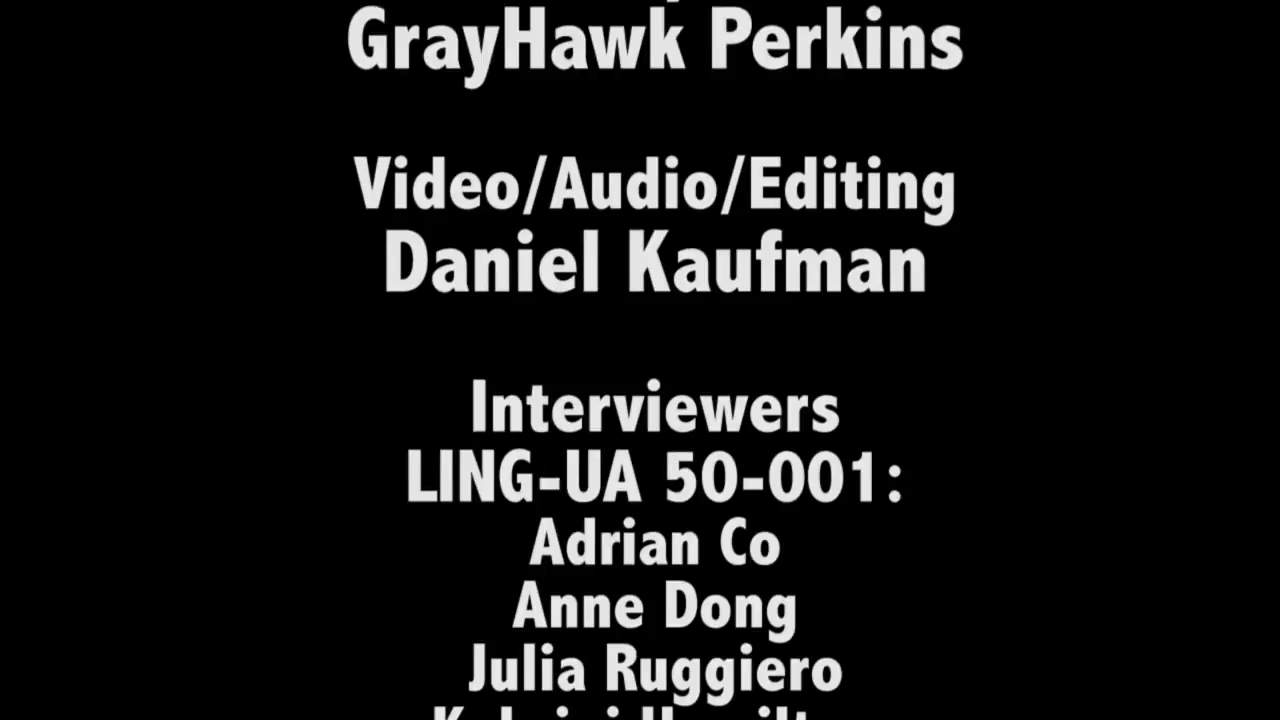 GrayHawk Perkins
Video/Audio/Editing
Daniel Kaufman
Interviewers
LING-UA 50-001:
Adrian Co
Anne Dong
Julia Ruggiero